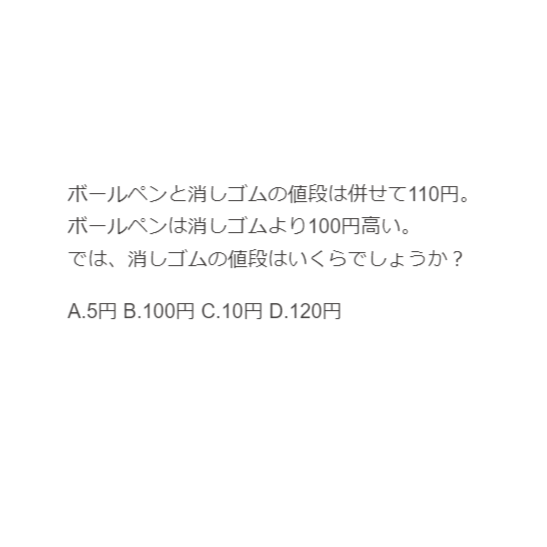 ボールペンと消しゴムの値段は併せて110円。
ボールペンは消しゴムより100円高い。
では、消しゴムの値段はいくらでしょうか？
A.5円 B.100円 C.10円 D.120円